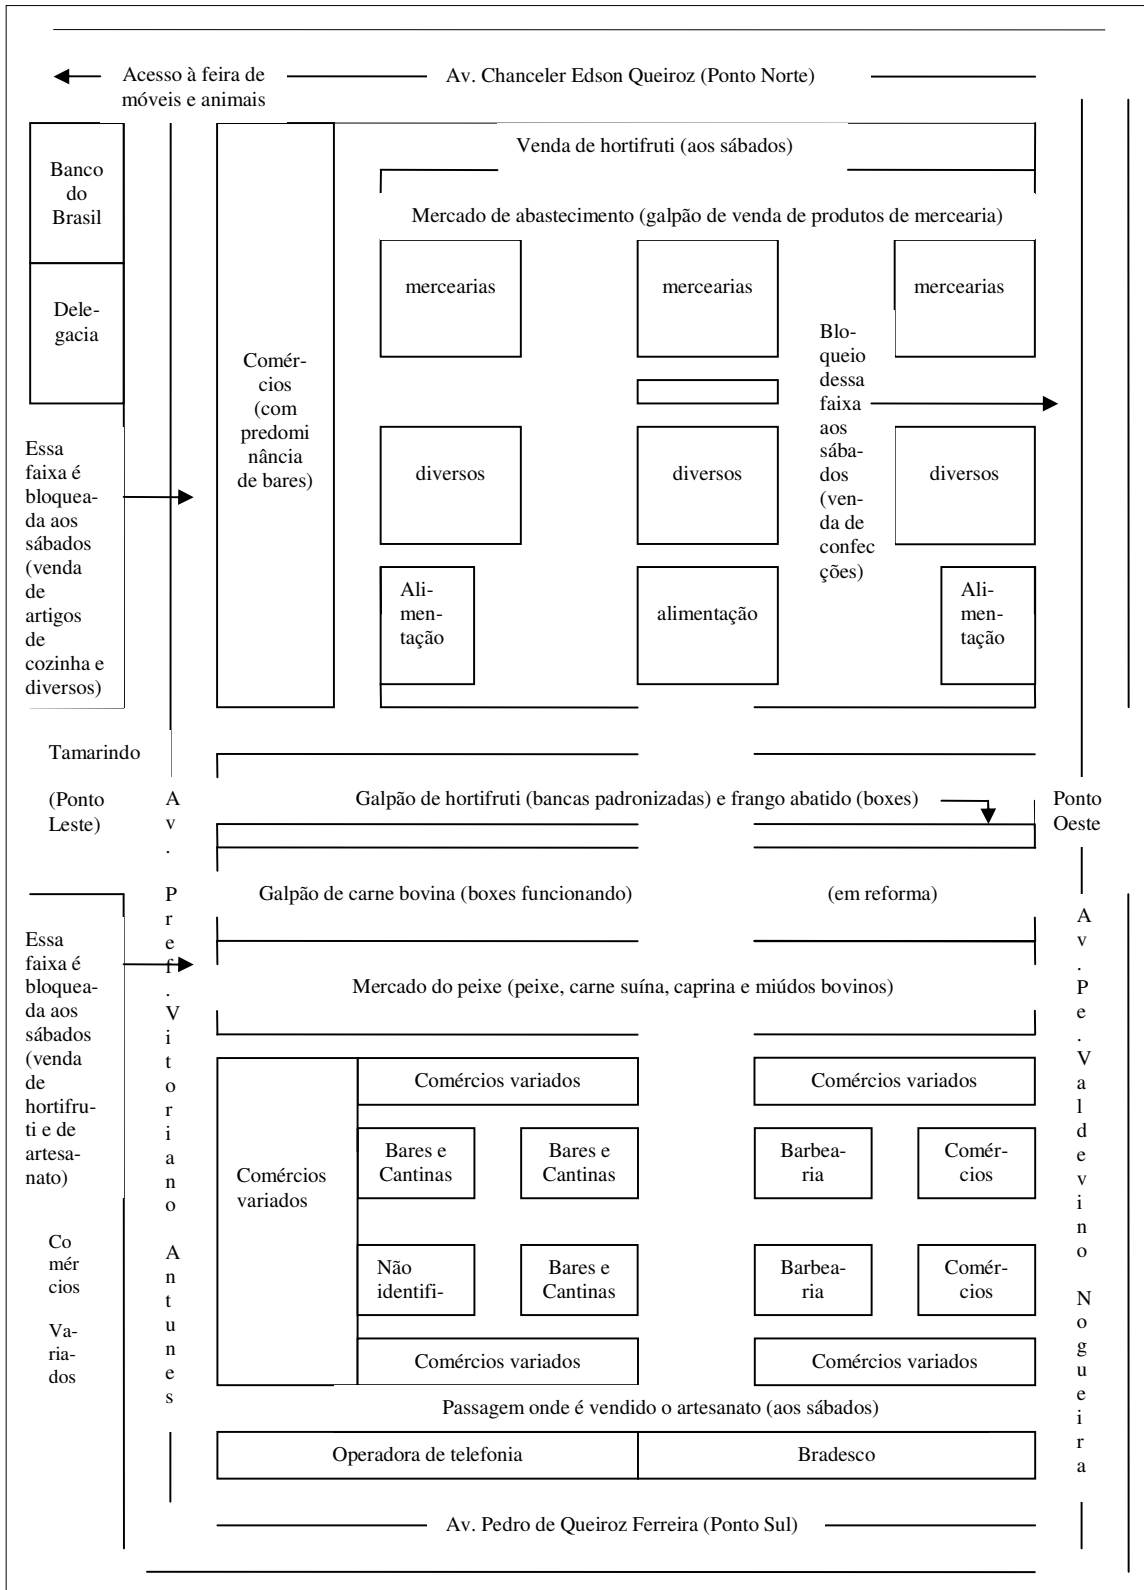 Acesso à feira de
móveis e animais
Av. Chanceler Edson Queiroz (Ponto Norte)
Banco
do
Brasil
Dele-
gacia
Essa
faixa é
bloquea-
da aos
sábados
(venda
de
artigos
de
cozinha e
diversos)
Comér-
cios
(com
predomi
nância
de bares)
Venda de hortifruti (aos sábados)
Mercado de abastecimento (galpão de venda de produtos de mercearia)
mercearias
mercearias
mercearias
Blo-
queio
dessa
faixa
aos
sába-
dos
(ven-
da de
confec
ções)
diversos
diversos
diversos
Ali-
men-
tação
alimentação
Ali-
men-
tação
Tamarindo
(Ponto
Leste)
Av. Pref. Vitoriano Antunes
Galpão de hortifruti (bancas padronizadas) e frango abatido (boxes)
Ponto
Oeste
Galpão de carne bovina (boxes funcionando)
(em reforma)
Av. Pe. Valdevino Nogueira
Essa
faixa é
bloquea-
da aos
sábados
(venda
de
hortifru-
ti e de
artesa-
nato)
Mercado do peixe (peixe, carne suína, caprina e miúdos bovinos)
Comércios
variados
Comércios variados
Comércios variados
Bares e
Cantinas
Bares e
Cantinas
Barbea-
ria
Comér-
cios
Co
mér
cios
Va-
ria-
dos
Não
identifi-
Bares e
Cantinas
Barbea-
ria
Comér-
cios
Comércios variados
Comércios variados
Passagem onde é vendido o artesanato (aos sábados)
Operadora de telefonia
Bradesco
Av. Pedro de Queiroz Ferreira (Ponto Sul)